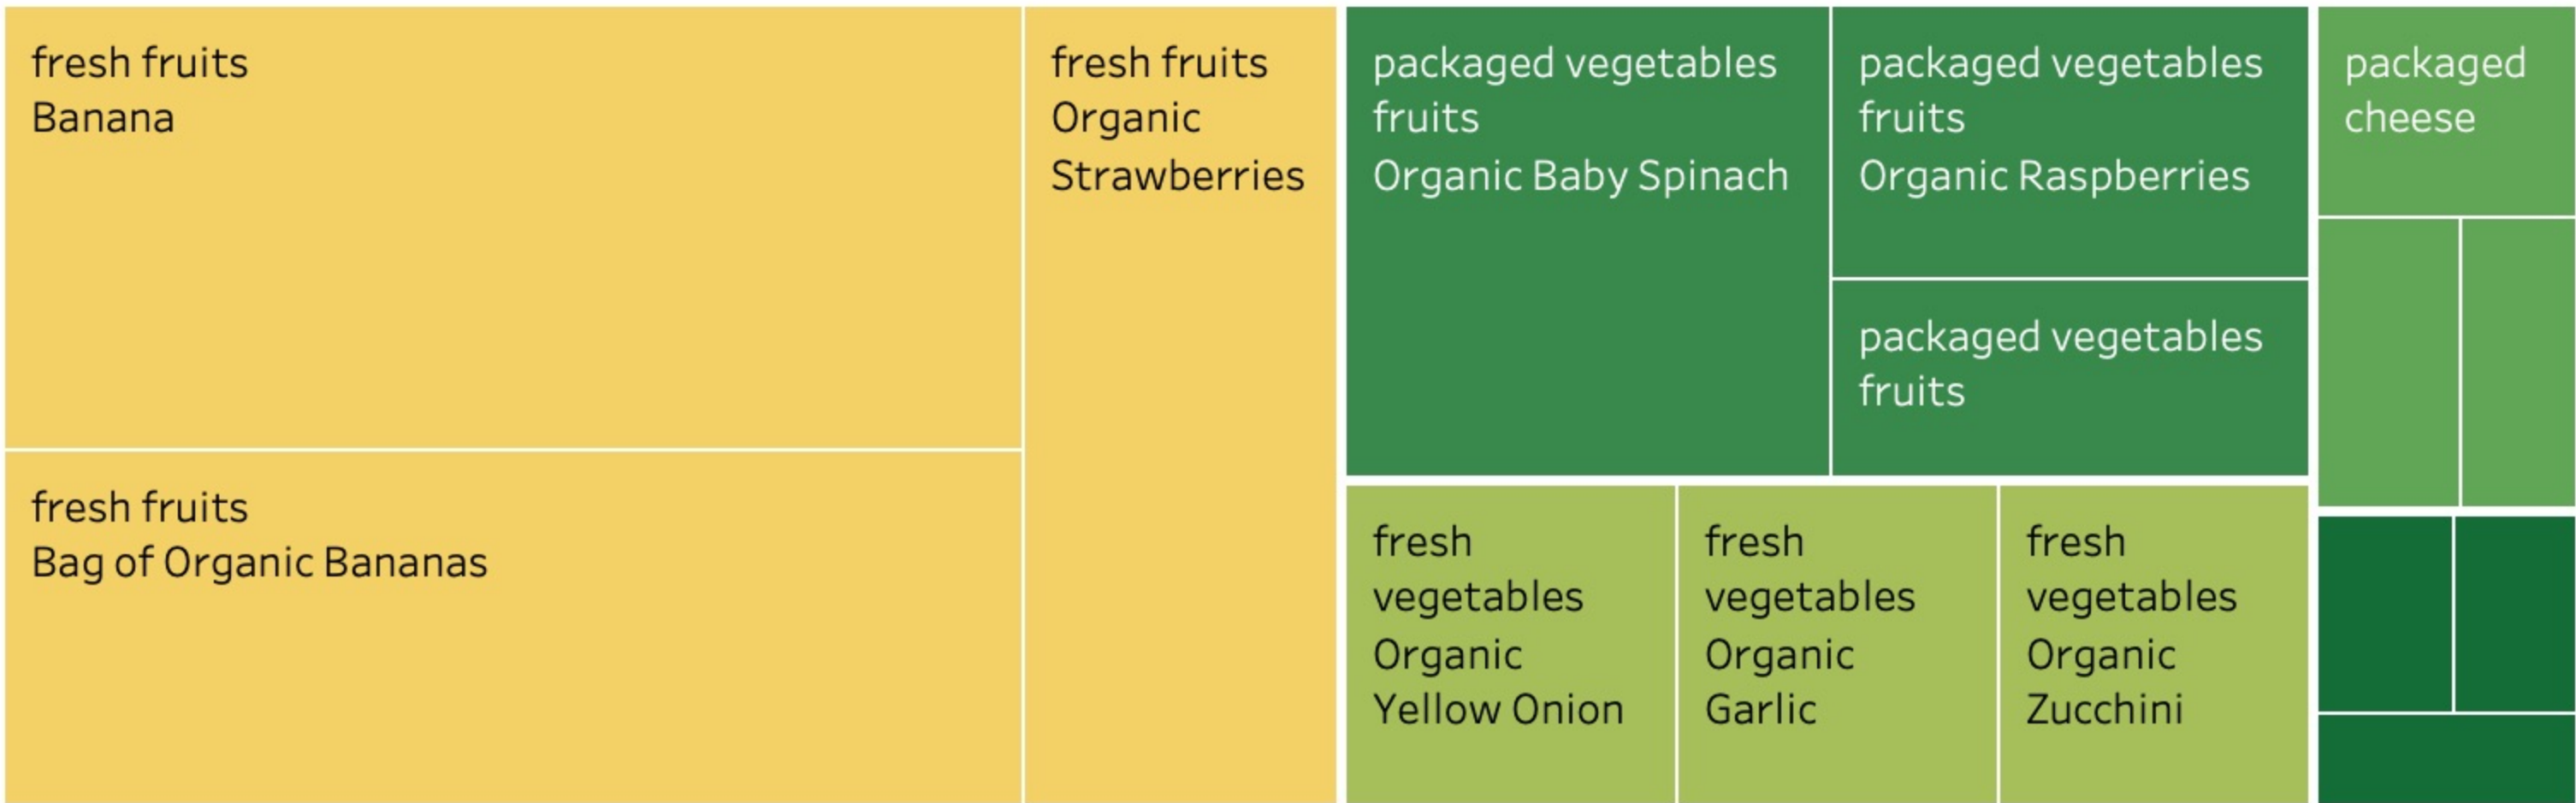 fresh fruits
Banana
fresh fruits
Bag of Organic Bananas
fresh fruits
Organic
Strawberries
packaged vegetables
fruits
Organic Baby Spinach
packaged vegetables
fruits
Organic Raspberries
packaged vegetables
fruits
fresh
vegetables
Organic
Yellow Onion
fresh
vegetables
Organic
Garlic
fresh
vegetables
Organic
Zucchini
packaged
cheese